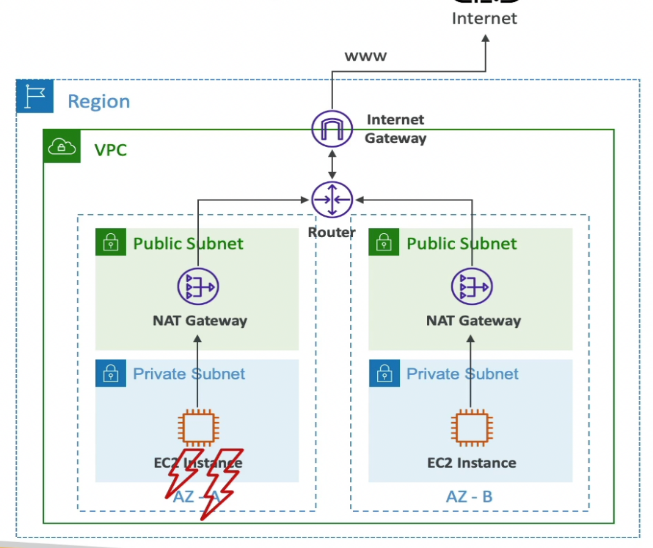 Internet
www
Region
Internet
Gateway
VPC
Router
Public Subnet
Public Subnet
NAT Gateway
NAT Gateway
Private Subnet
Private Subnet
EC2 Instance
EC2 Instance
AZ - A
AZ - B